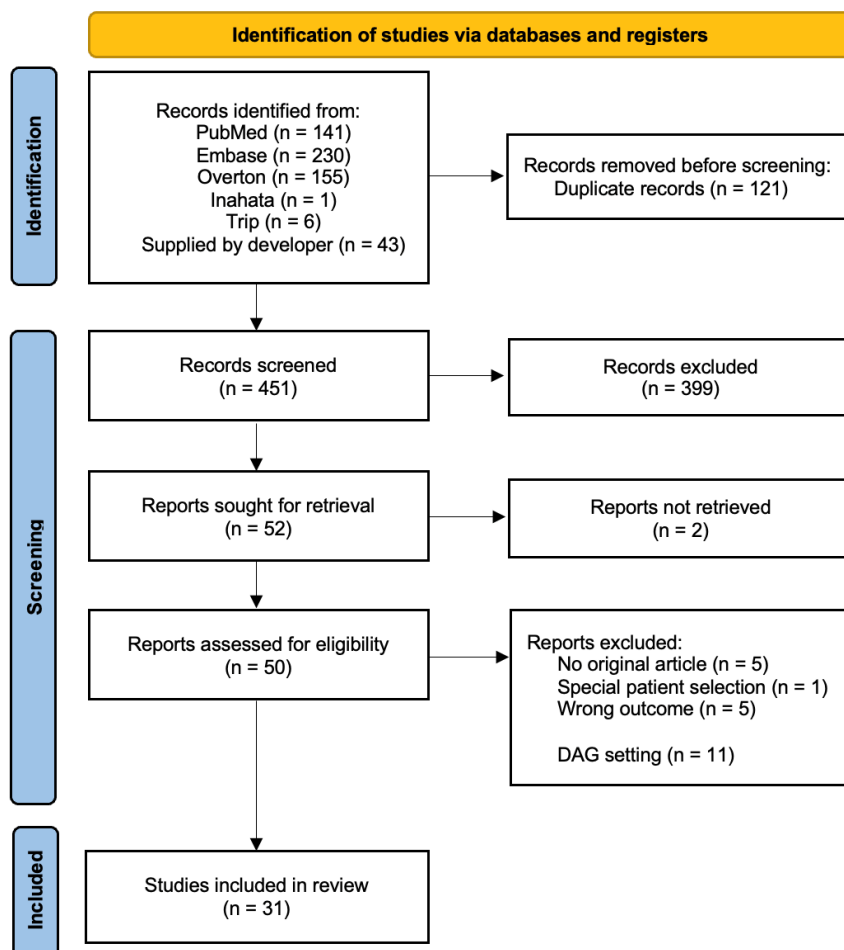 Identification of studies via databases and registers
Identification
Records identified from:
PubMed (n = 141)
Embase (n = 230)
Overton (n = 155)
Inahata (n = 1)
Trip (n = 6)
Supplied by developer (n = 43)
Records removed before screening:
Duplicate records (n = 121)
Screening
Records screened
(n = 451)
Records excluded
(n = 399)
Reports sought for retrieval
(n = 52)
Reports not retrieved
(n = 2)
Reports assessed for eligibility
(n = 50)
Reports excluded:
No original article (n = 5)
Special patient selection (n = 1)
Wrong outcome (n = 5)
DAG setting (n = 11)
Included
Studies included in review
(n = 31)